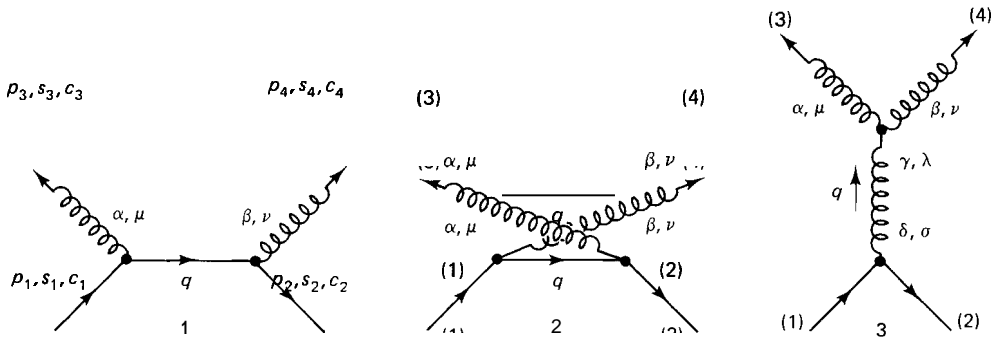 p₃, s₃, c₃
p₄, s₄, c₄
α, μ
β, ν
p₁, s₁, c₁
q
p₂, s₂, c₂
1
(3)
(4)
α, μ
β, ν
α, μ
q
β, ν
(1)
q
(2)
2
(3)
(4)
α, μ
β, ν
γ, λ
q
δ, σ
(1)
(2)
3